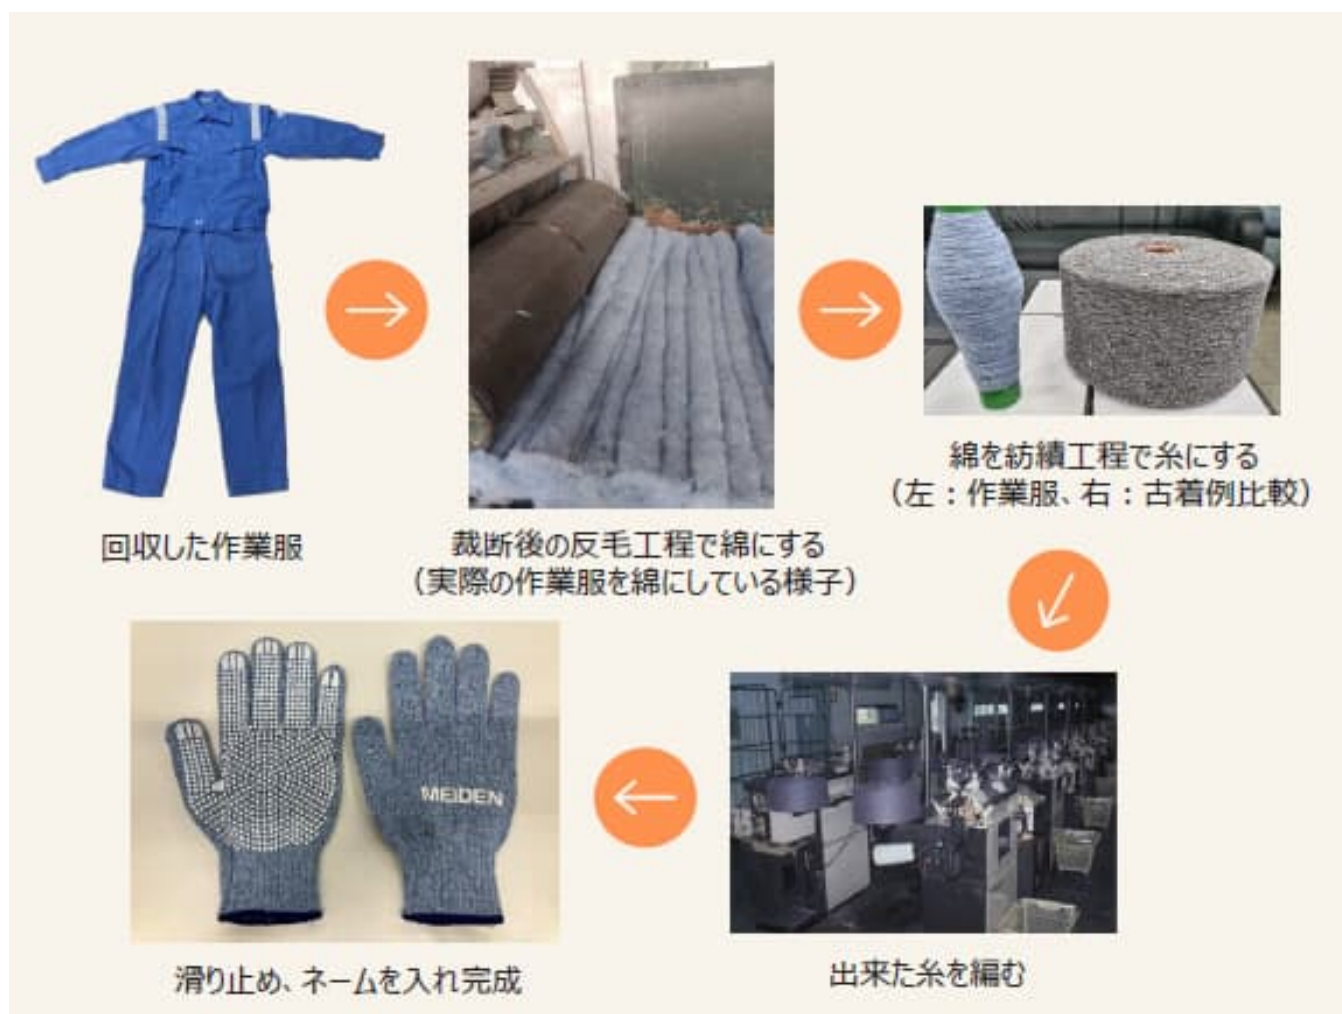 回収した作業服
裁断後の反毛工程で綿にする
（実際の作業服を綿にしている様子）
綿を紡績工程で糸にする
（左：作業服、右：古着例比較）
出来た糸を編む
MEIDEN
滑り止め、ネームを入れ完成